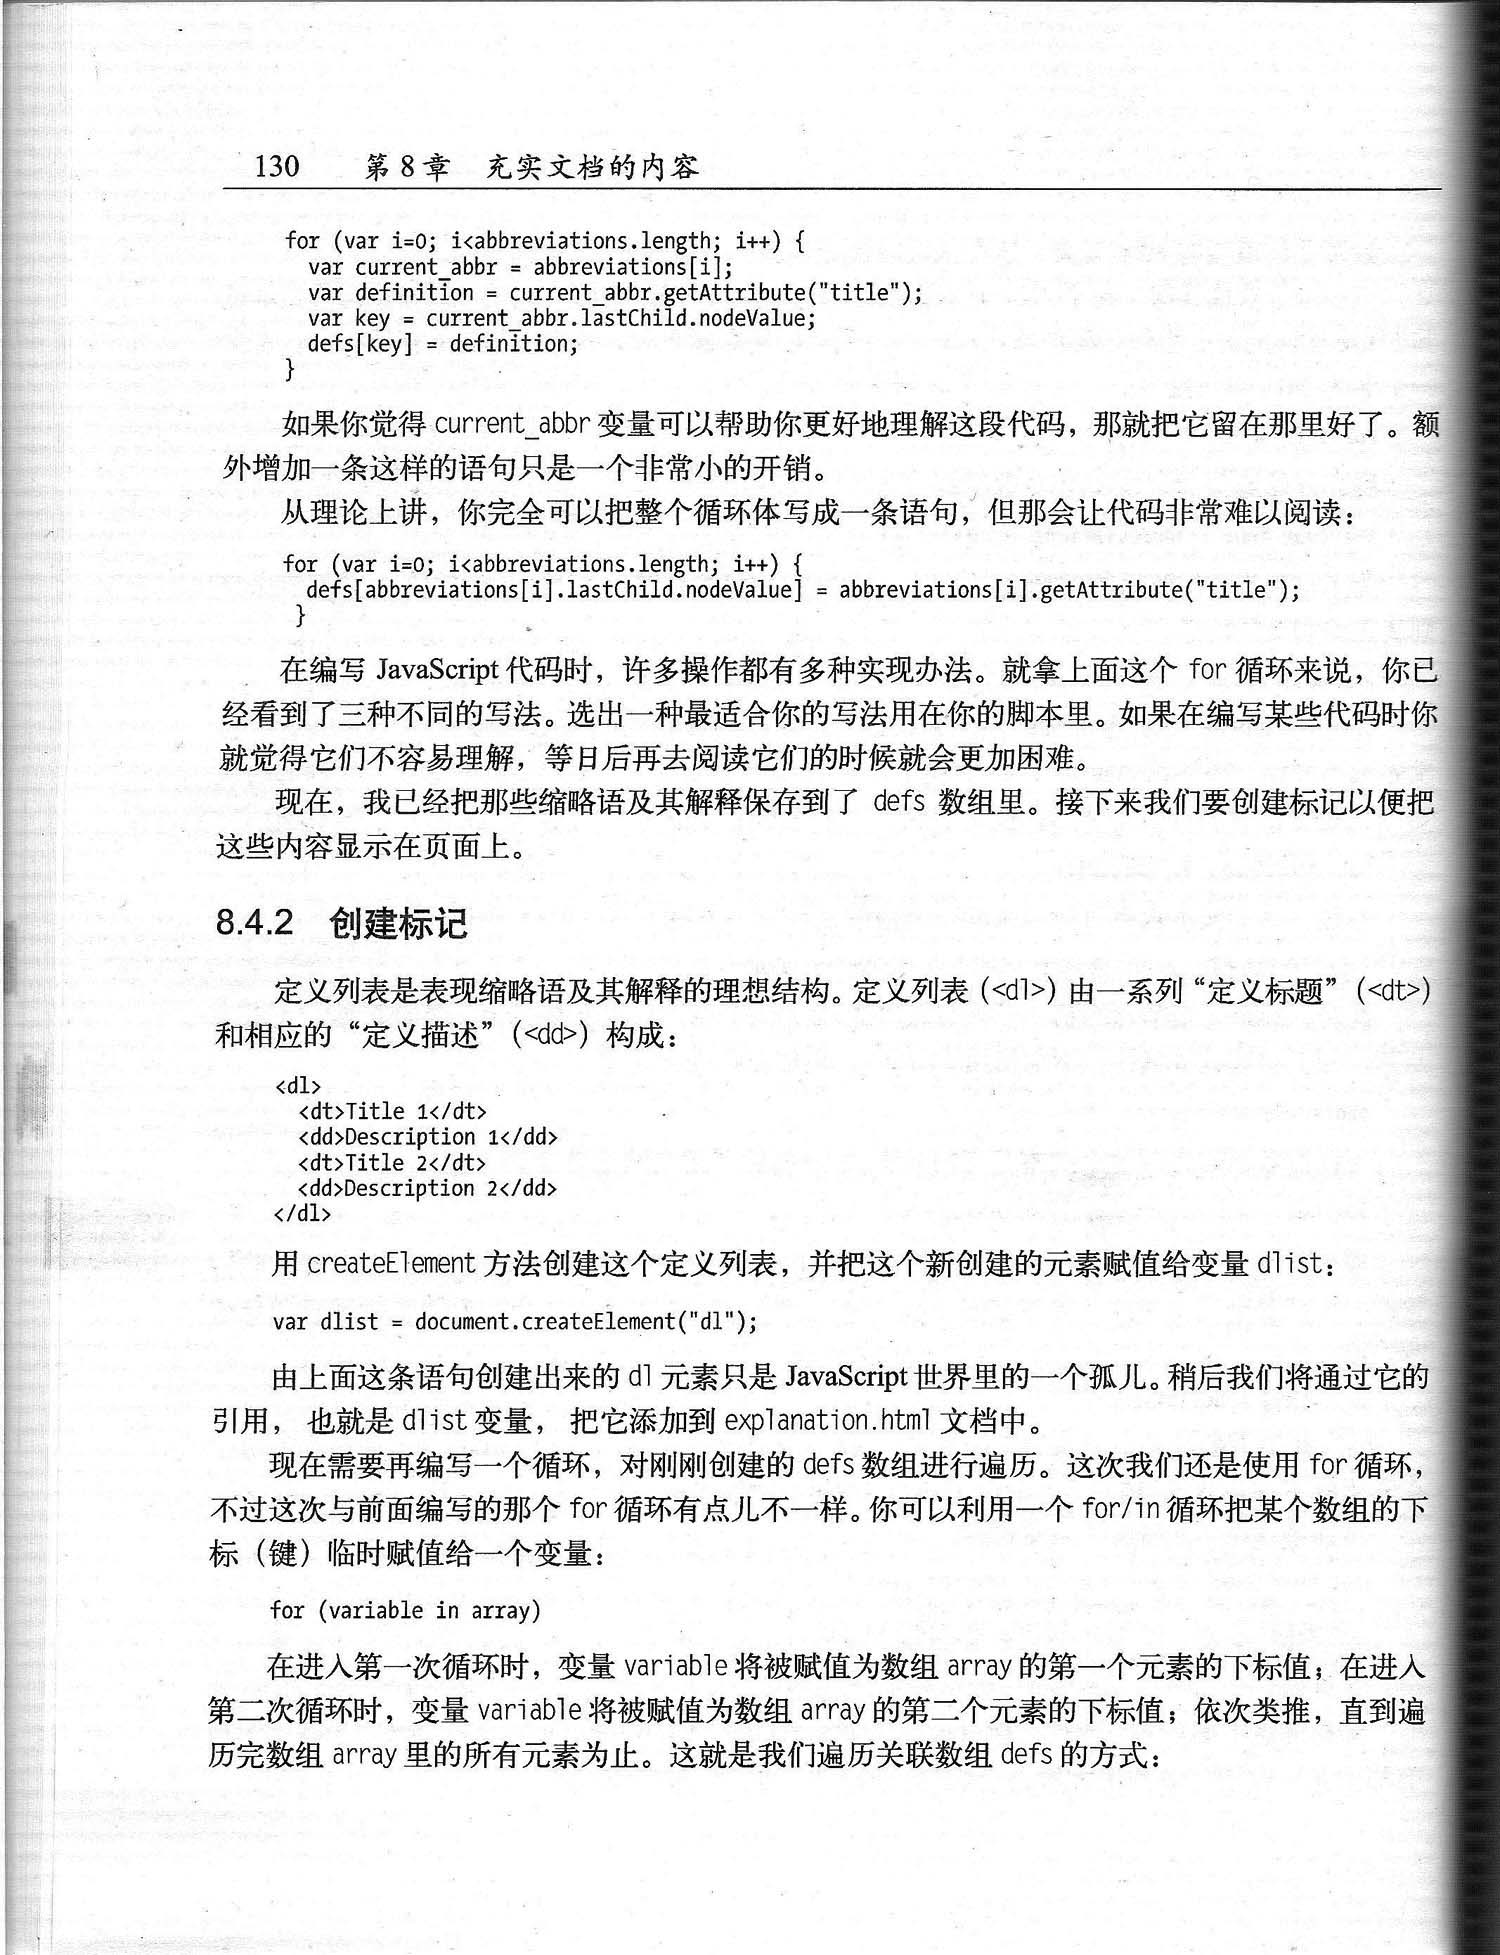 130 第8章 充实文档的内容
for (var i=0; i<abbreviations.length; i++) {
var current_abbr = abbreviations[i];
var definition = current_abbr.getAttribute("title");
var key = current_abbr.lastChild.nodeValue;
defs[key] = definition;
}
如果你觉得 current_abbr 变量可以帮助你更好地理解这段代码，那就把它留在那里好了。额
外增加一条这样的语句只是一个非常小的开销。
从理论上讲，你完全可以把整个循环体写成一条语句，但那会让代码非常难以阅读：
for (var i=0; i<abbreviations.length; i++) {
defs[abbreviations[i].lastChild.nodeValue] = abbreviations[i].getAttribute("title");
}
在编写 JavaScript 代码时，许多操作都有多种实现办法。就拿上面这个 for 循环来说，你已
经看到了三种不同的写法。选出一种最适合你的写法用在你的脚本里。如果在编写某些代码时你
就觉得它们不容易理解，等日后再去阅读它们的时候就会更加困难。
现在，我已经把那些缩略语及其解释保存到了 defs 数组里。接下来我们要创建标记以便把
这些内容显示在页面上。
8.4.2 创建标记
定义列表是表现缩略语及其解释的理想结构。定义列表（<dl>）由一系列“定义标题”（<dt>）
和相应的“定义描述”（<dd>）构成：
<dl>
<dt>Title 1</dt>
<dd>Description 1</dd>
<dt>Title 2</dt>
<dd>Description 2</dd>
</dl>
用 createElement 方法创建这个定义列表，并把这个新创建的元素赋值给变量 dlist：
var dlist = document.createElement("dl");
由上面这条语句创建出来的 dl 元素只是 JavaScript 世界里的一个孤儿。稍后我们将通过它的
引用， 也就是 dlist 变量， 把它添加到 explanation.html 文档中。
现在需要再编写一个循环，对刚刚创建的 defs 数组进行遍历。这次我们还是使用 for 循环，
不过这次与前面编写的那个 for 循环有点儿不一样。你可以利用一个 for/in 循环把某个数组的下
标（键）临时赋值给一个变量：
for (variable in array)
在进入第一次循环时，变量 variable 将被赋值为数组 array 的第一个元素的下标值；在进入
第二次循环时，变量 variable 将被赋值为数组 array 的第二个元素的下标值；依次类推，直到遍
历完数组 array 里的所有元素为止。这就是我们遍历关联数组 defs 的方式：